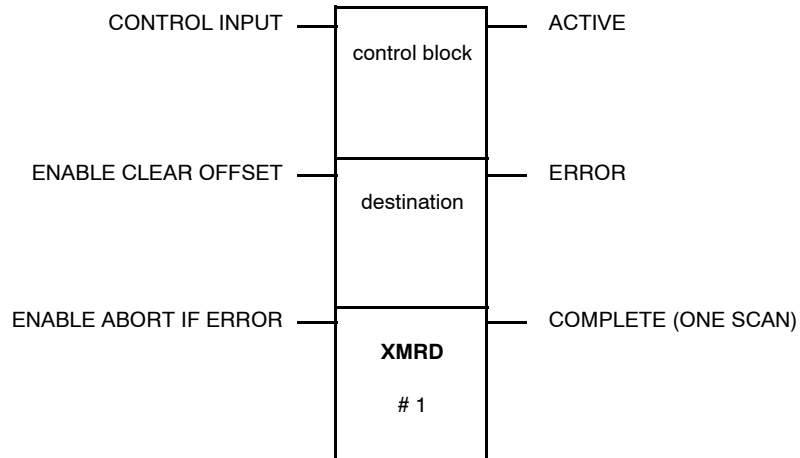 CONTROL INPUT
control block
ACTIVE
ENABLE CLEAR OFFSET
destination
ERROR
ENABLE ABORT IF ERROR
XMRD
# 1
COMPLETE (ONE SCAN)